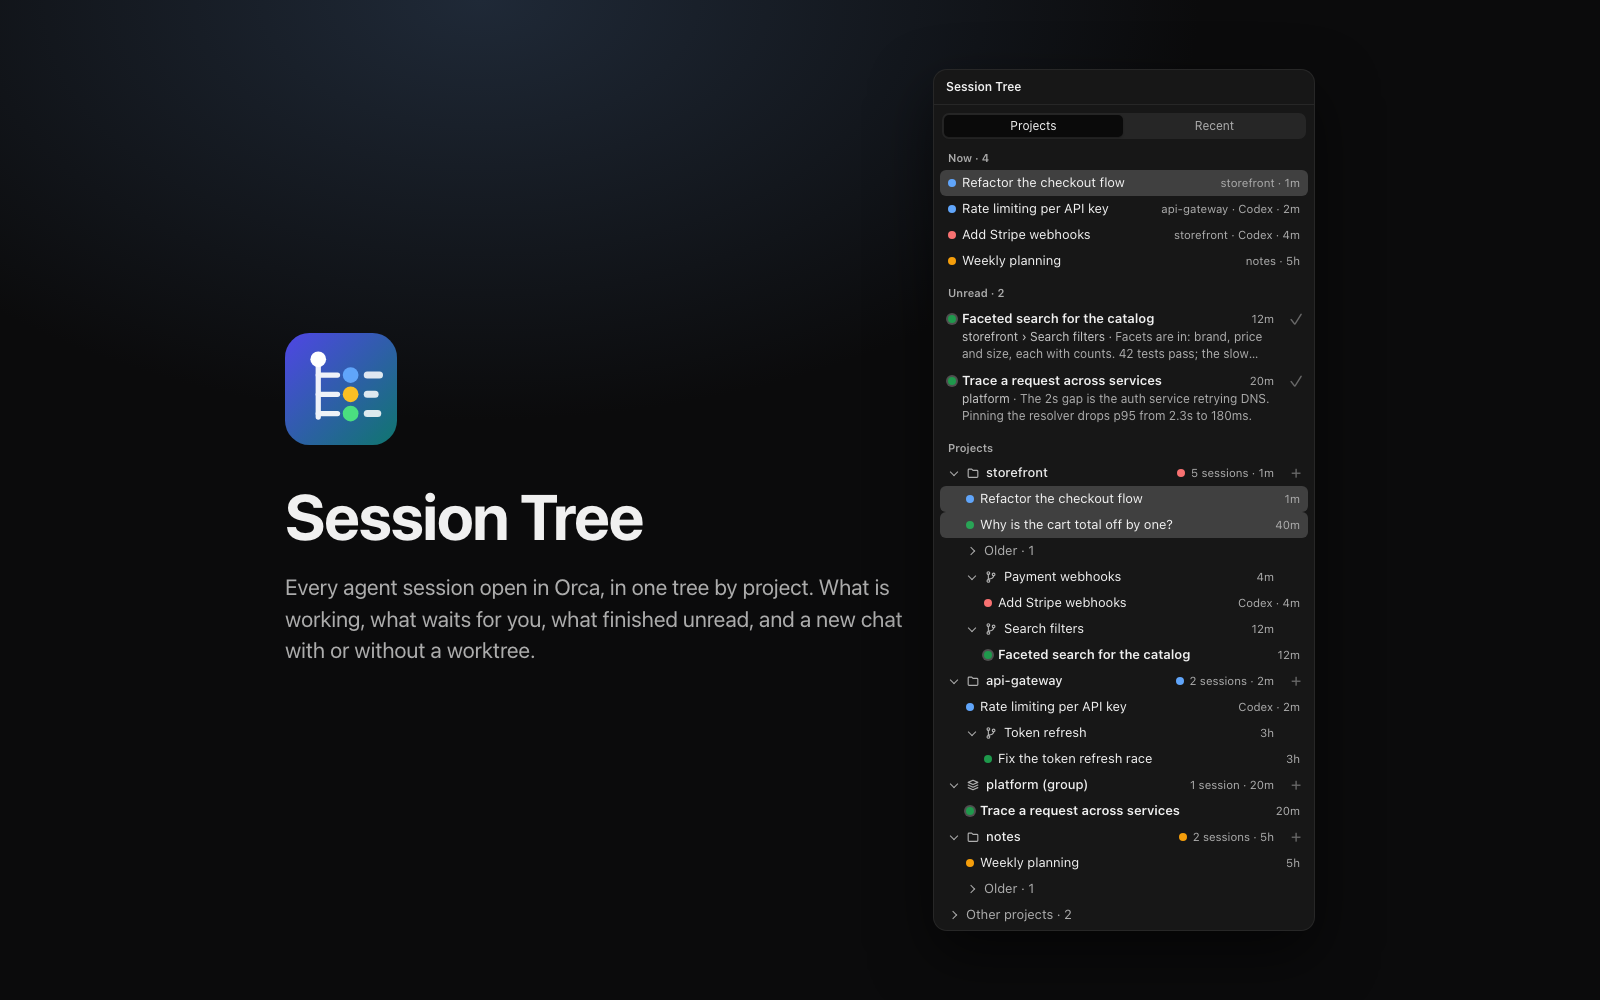 Session Tree
Every agent session open in Orca, in one tree by project. What is
working, what waits for you, what finished unread, and a new chat
with or without a worktree.
Session Tree
Projects Recent
Now · 4
Refactor the checkout flow storefront · 1m
Rate limiting per API key api-gateway · Codex · 2m
Add Stripe webhooks storefront · Codex · 4m
Weekly planning notes · 5h
Unread · 2
Faceted search for the catalog 12m
storefront › Search filters · Facets are in: brand, price
and size, each with counts. 42 tests pass; the slow...
Trace a request across services 20m
platform · The 2s gap is the auth service retrying DNS.
Pinning the resolver drops p95 from 2.3s to 180ms.
Projects
storefront 5 sessions · 1m
Refactor the checkout flow 1m
Why is the cart total off by one? 40m
Older · 1
Payment webhooks 4m
Add Stripe webhooks Codex · 4m
Search filters 12m
Faceted search for the catalog 12m
api-gateway 2 sessions · 2m
Rate limiting per API key Codex · 2m
Token refresh 3h
Fix the token refresh race 3h
platform (group) 1 session · 20m
Trace a request across services 20m
notes 2 sessions · 5h
Weekly planning 5h
Older · 1
Other projects · 2